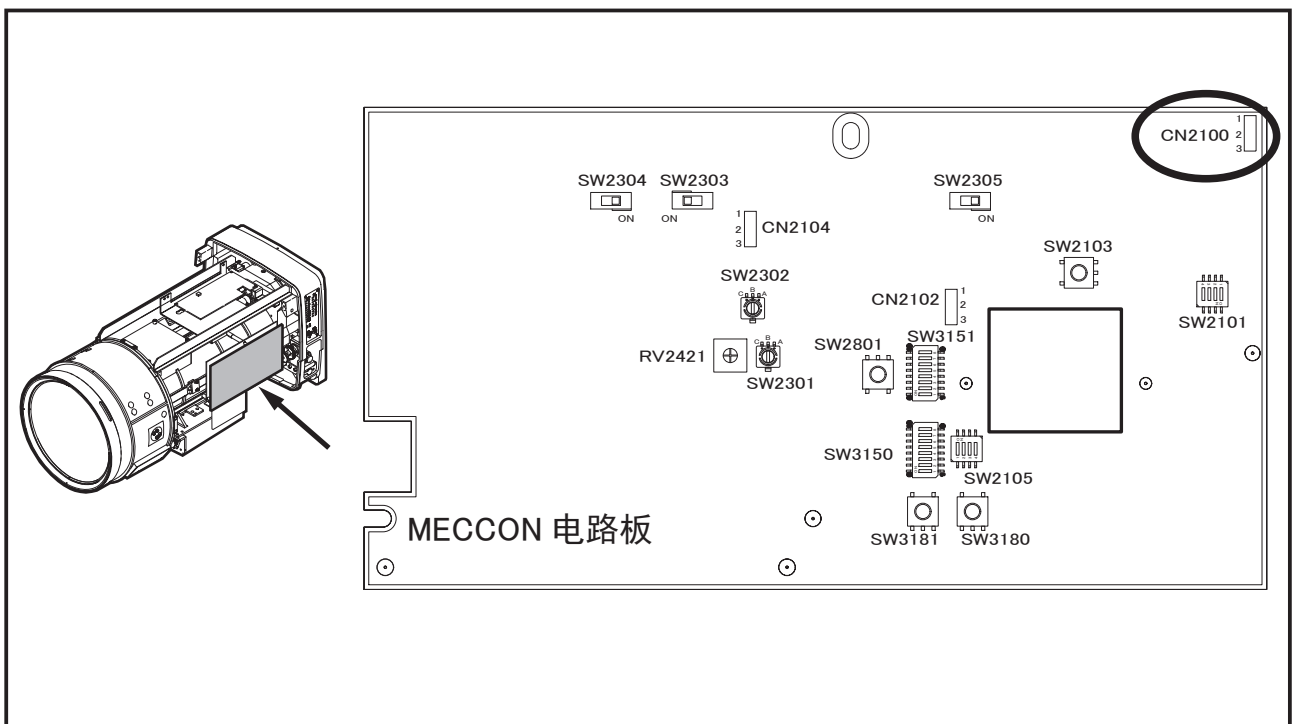 1
CN2100 2
3
SW2304 SW2303 SW2305
ON ON ON
1
2 CN2104
3
SW2103
SW2302
C B A
1
CN2102 2
3
SW2101
SW2801 SW3151
RV2421
C B A
SW2301
SW3150
SW2105
MECCON 电路板
SW3181 SW3180